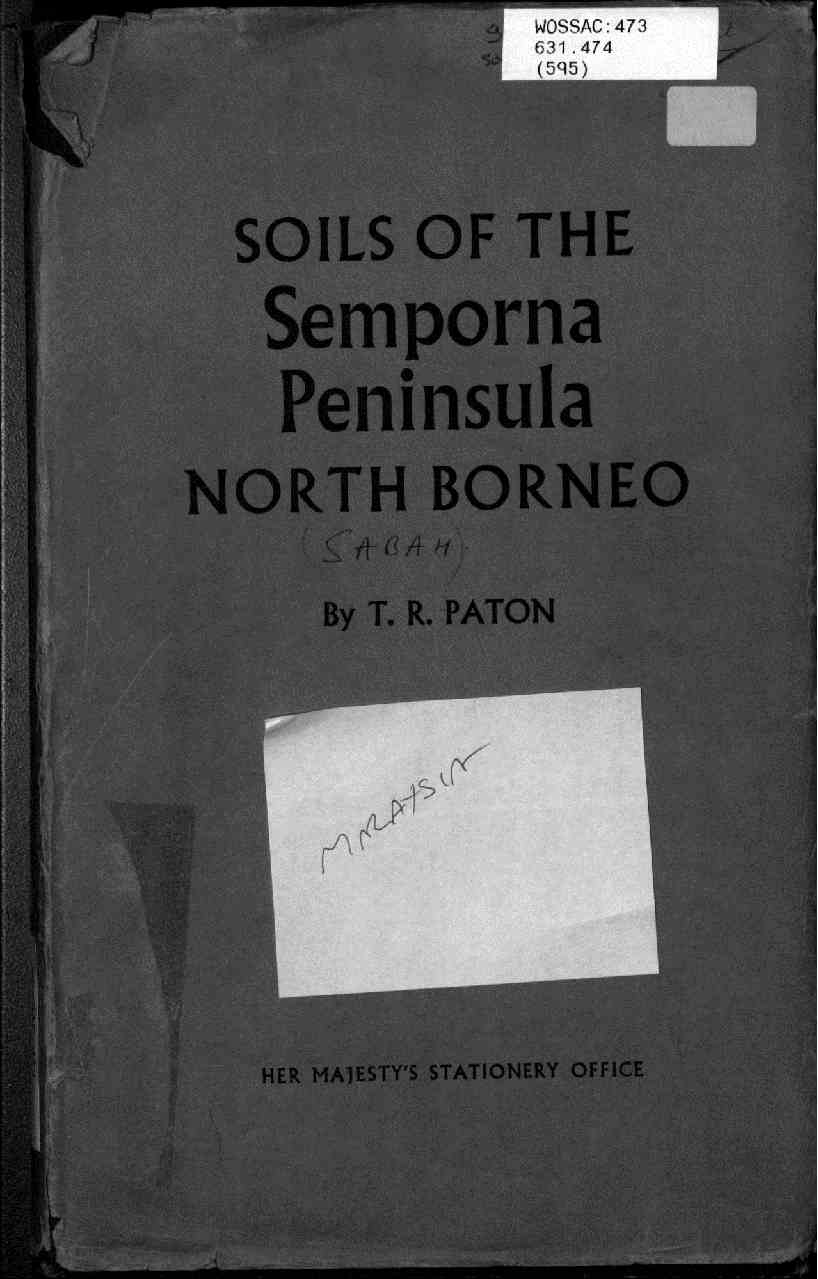 WOSSAC:473
631.474
(595)
SOILS OF THE
Semporna
Peninsula
NORTH BORNEO
(SABAH)
By T. R. PATON
MALAYSIA
HER MAJESTY'S STATIONERY OFFICE